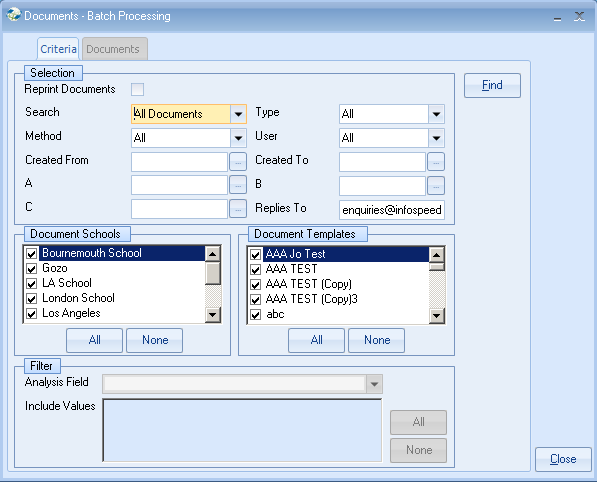 Documents - Batch Processing
Criteria Documents
Selection
Reprint Documents
Find
Search All Documents Type All
Method All User All
Created From ... Created To ...
A ... B ...
C ... Replies To enquiries@infospeed
Document Schools
Bournemouth School
Gozo
LA School
London School
Los Angeles
All None
Document Templates
AAA Jo Test
AAA TEST
AAA TEST (Copy)
AAA TEST (Copy)3
abc
All None
Filter
Analysis Field
Include Values
All
None
Close